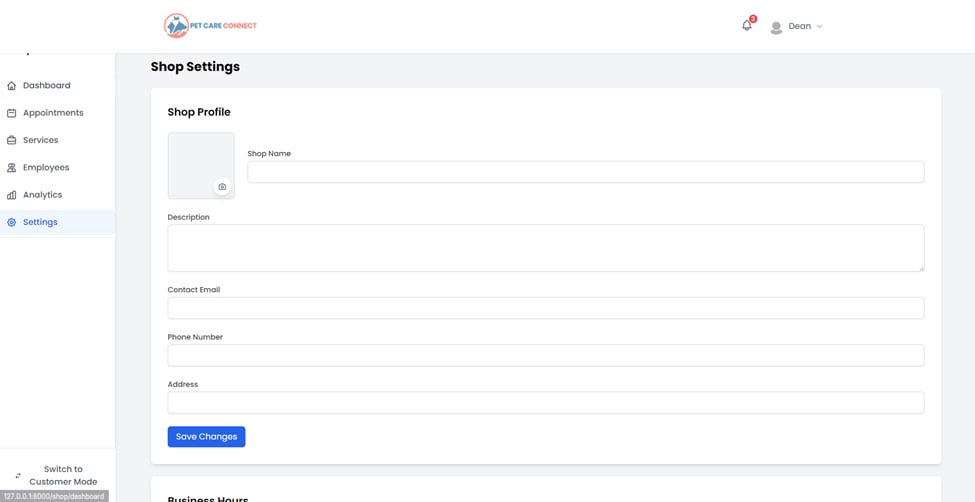 PET CARE CONNECT
3
Dean
Dashboard
Appointments
Services
Employees
Analytics
Settings
Switch to
Customer Mode
127.0.0.1:8000/shop/dashboard
Shop Settings
Shop Profile
Shop Name
Description
Contact Email
Phone Number
Address
Save Changes
Business Hours